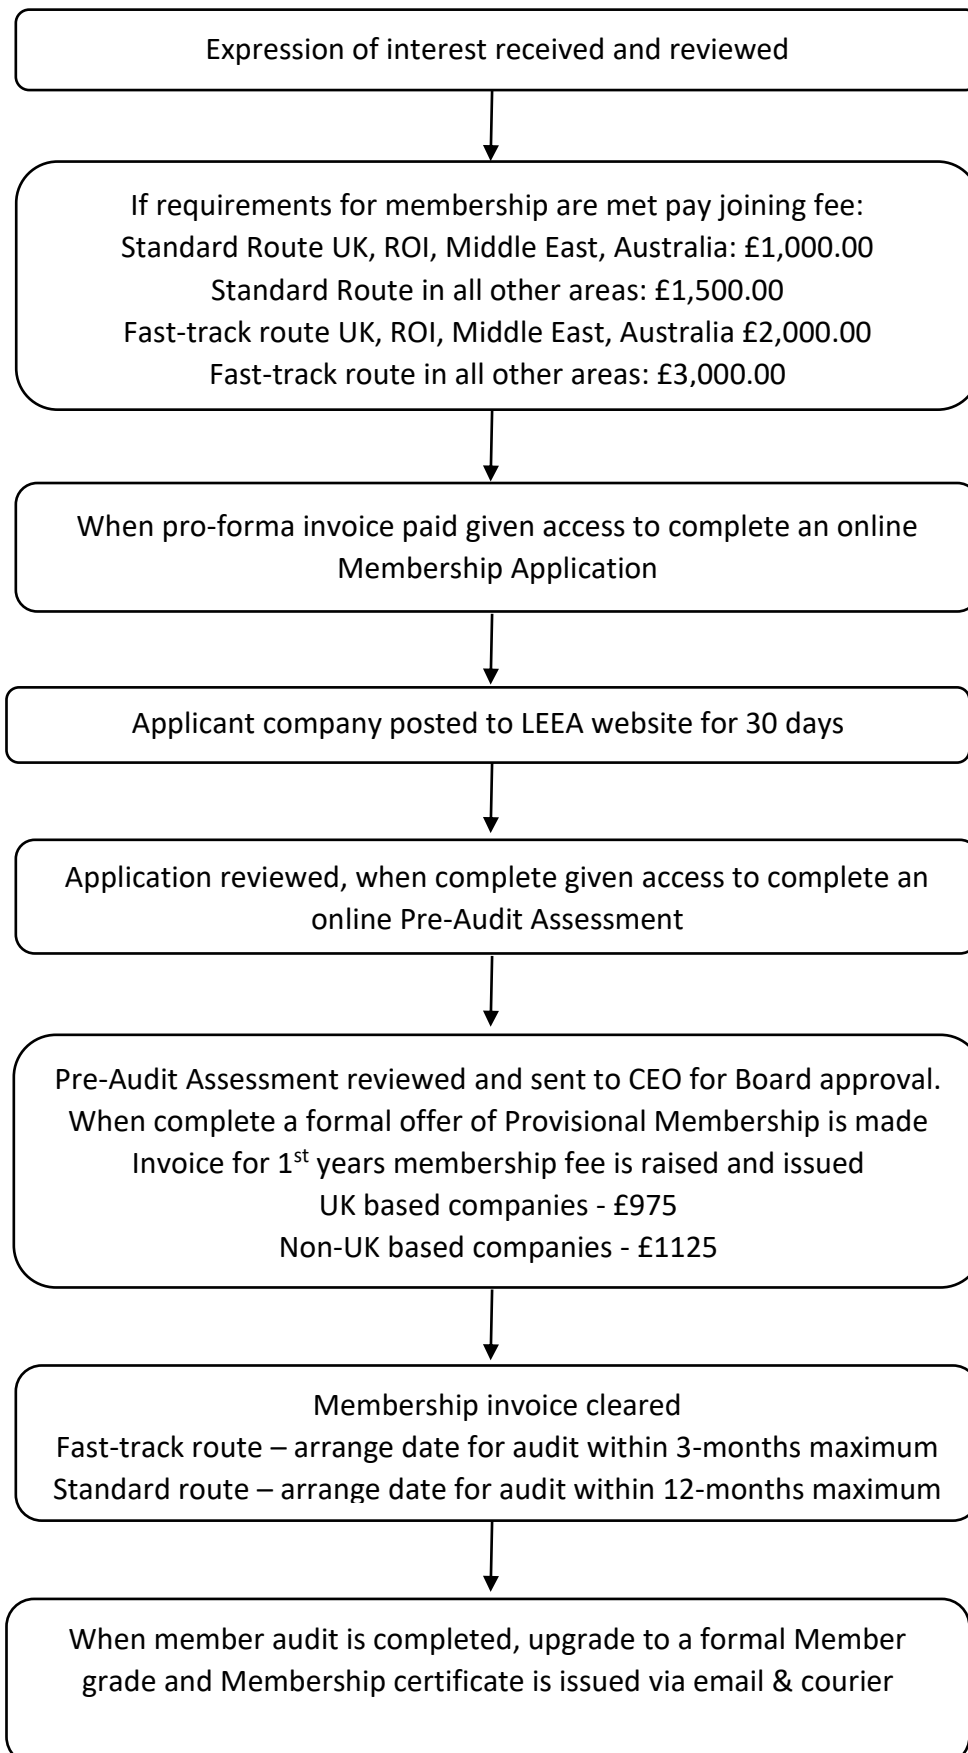 Expression of interest received and reviewed
If requirements for membership are met pay joining fee:
Standard Route UK, ROI, Middle East, Australia: £1,000.00
Standard Route in all other areas: £1,500.00
Fast-track route UK, ROI, Middle East, Australia £2,000.00
Fast-track route in all other areas: £3,000.00
When pro-forma invoice paid given access to complete an online
Membership Application
Applicant company posted to LEEA website for 30 days
Application reviewed, when complete given access to complete an
online Pre-Audit Assessment
Pre-Audit Assessment reviewed and sent to CEO for Board approval.
When complete a formal offer of Provisional Membership is made
Invoice for 1st years membership fee is raised and issued
UK based companies - £975
Non-UK based companies - £1125
Membership invoice cleared
Fast-track route – arrange date for audit within 3-months maximum
Standard route – arrange date for audit within 12-months maximum
When member audit is completed, upgrade to a formal Member
grade and Membership certificate is issued via email & courier